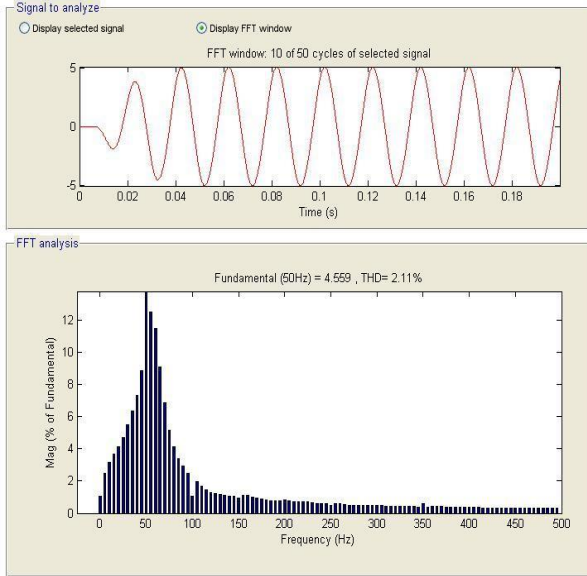 Signal to analyze
Display selected signal Display FFT window
FFT window: 10 of 50 cycles of selected signal
5
0
-5
0 0.02 0.04 0.06 0.08 0.1 0.12 0.14 0.16 0.18
Time (s)
FFT analysis
Fundamental (50Hz) = 4.559 , THD= 2.11%
Mag (% of Fundamental)
12
10
8
6
4
2
0
0 50 100 150 200 250 300 350 400 450 500
Frequency (Hz)